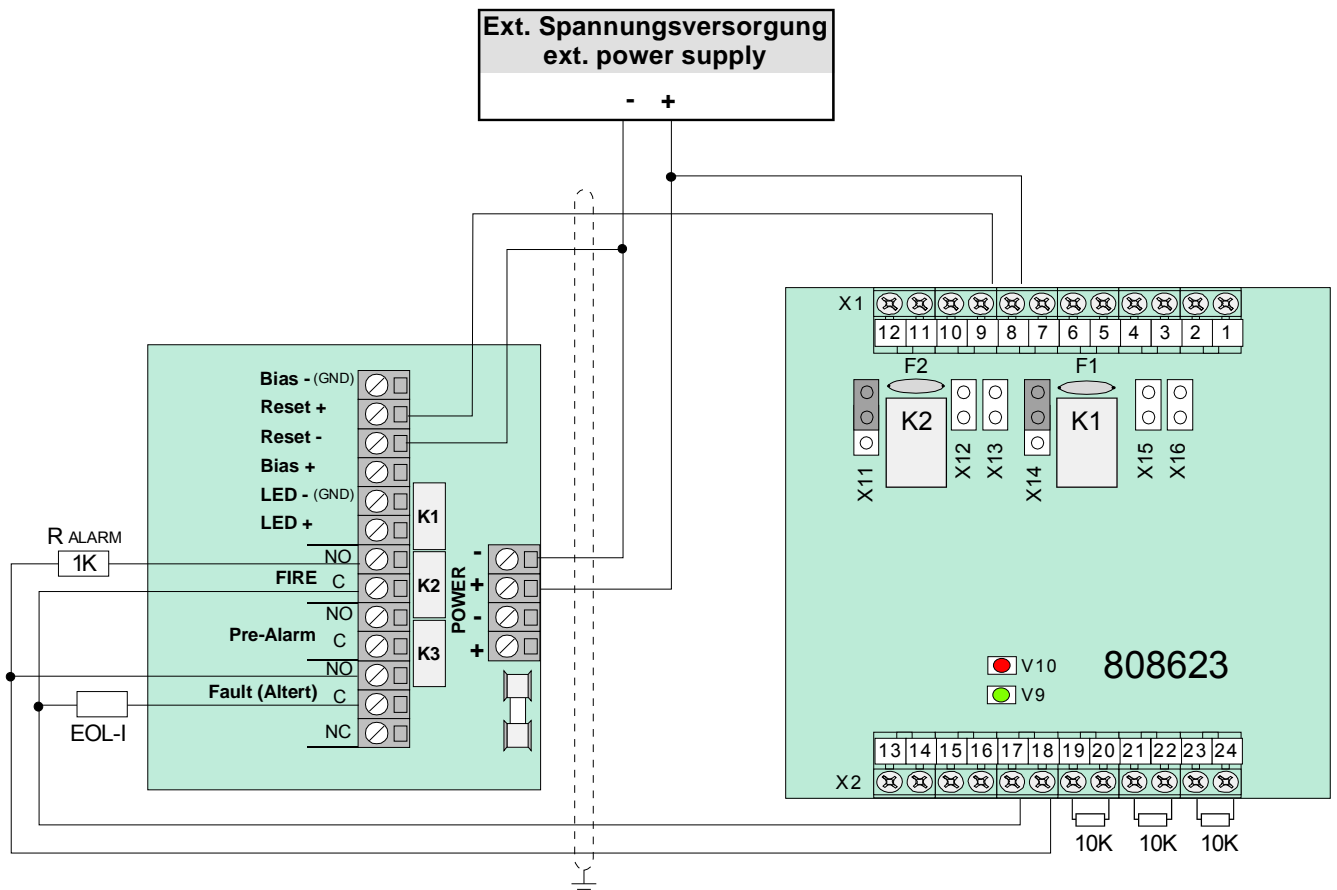 Ext. Spannungsversorgung
ext. power supply
- +
X1
12 11 10 9 8 7 6 5 4 3 2 1
F2 F1
K2 K1
X11 X12 X13 X14 X15 X16
Bias - (GND)
Reset +
Reset -
Bias +
LED - (GND)
LED +
K1
R ALARM
1K
NO
FIRE C
K2
NO
Pre-Alarm C
K3
NO
Fault (Altert) C
NC
EOL-I
POWER
-
+
-
+
V10
V9
808623
13 14 15 16 17 18 19 20 21 22 23 24
X2
10K 10K 10K